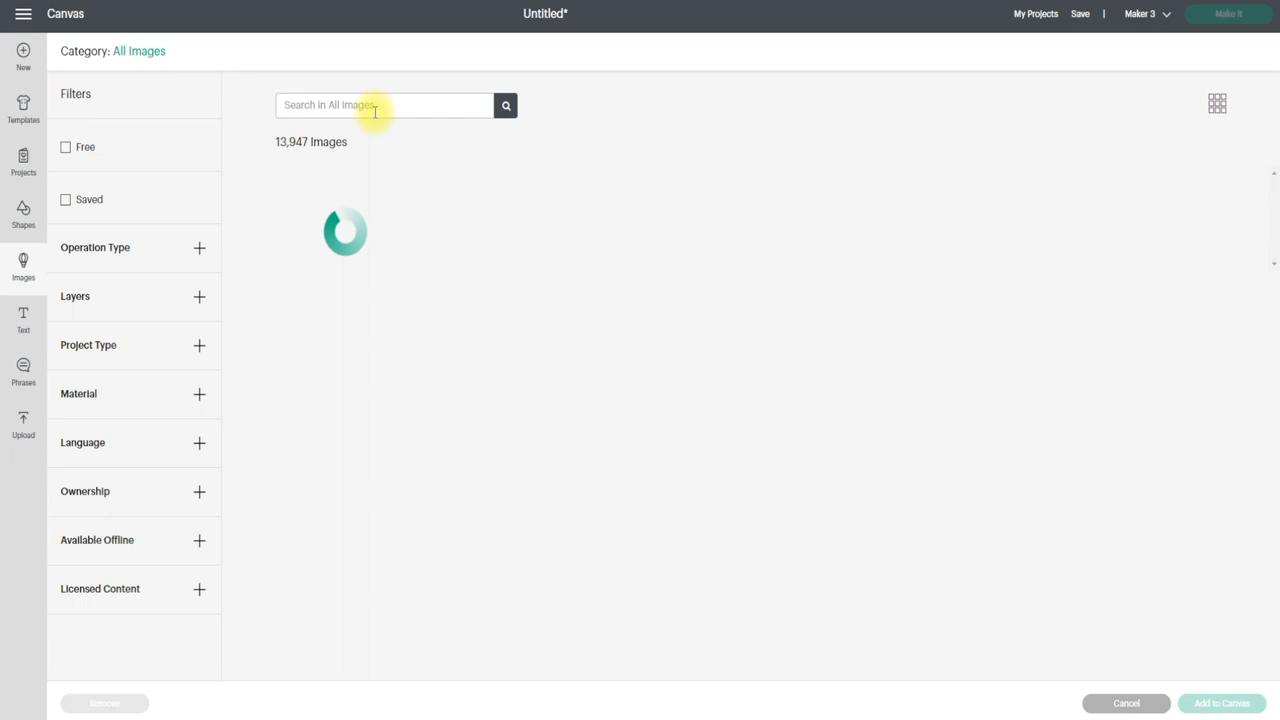 Canvas
Untitled*
My Projects Save | Maker 3 Make It
New
Templates
Projects
Shapes
Images
Text
Phrases
Upload
Category: All Images
Filters
Free
Saved
Operation Type
Layers
Project Type
Material
Language
Ownership
Available Offline
Licensed Content
Search in All Images
13,947 Images
Remove
Cancel
Add to Canvas